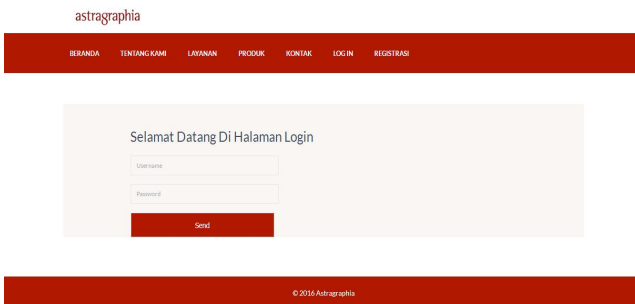 astragraphia
BERANDA TENTANG KAMI LAYANAN PRODUK KONTAK LOG IN REGISTRASI
Selamat Datang Di Halaman Login
Username
Password
Send
© 2016 Astragraphia